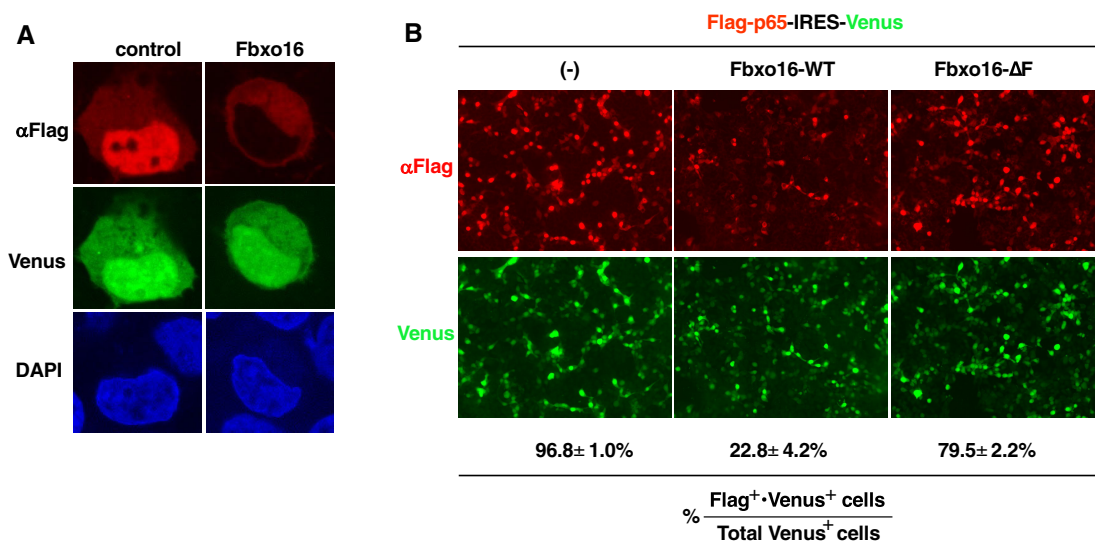 A
control Fbxo16
αFlag
Venus
DAPI
B
Flag-p65-IRES-Venus
(-) Fbxo16-WT Fbxo16-ΔF
αFlag
Venus
96.8± 1.0% 22.8± 4.2% 79.5± 2.2%
% Flag+•Venus+ cells
Total Venus+ cells